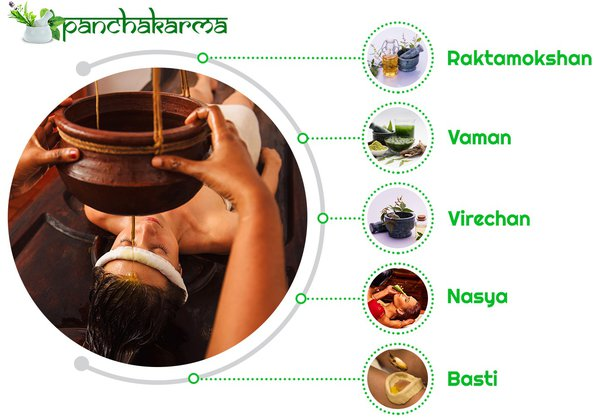 Panchakarma
Raktamokshan
Vaman
Virechan
Nasya
Basti